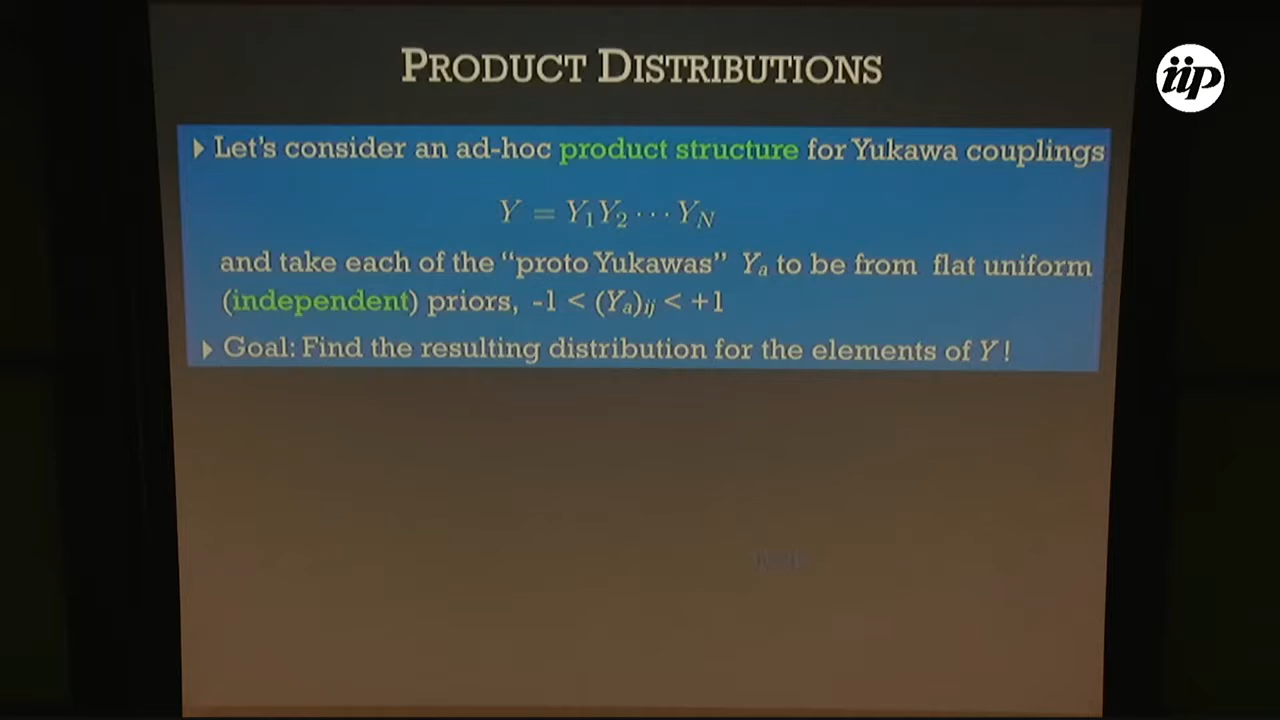 PRODUCT DISTRIBUTIONS
iip
Let's consider an ad-hoc product structure for Yukawa couplings
Y = Y₁Y₂ ··· Y_N
and take each of the “proto Yukawas” Yₐ to be from flat uniform
(independent) priors, -1 < (Yₐ)ᵢⱼ < +1
Goal: Find the resulting distribution for the elements of Y !